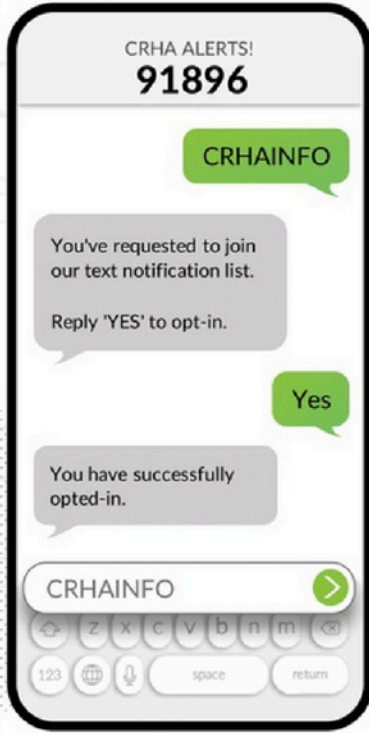 CRHA ALERTS!
91896
CRHAINFO
You've requested to join
our text notification list.
Reply 'YES' to opt-in.
Yes
You have successfully
opted-in.
CRHAINFO
z x c v b n m
123 space return